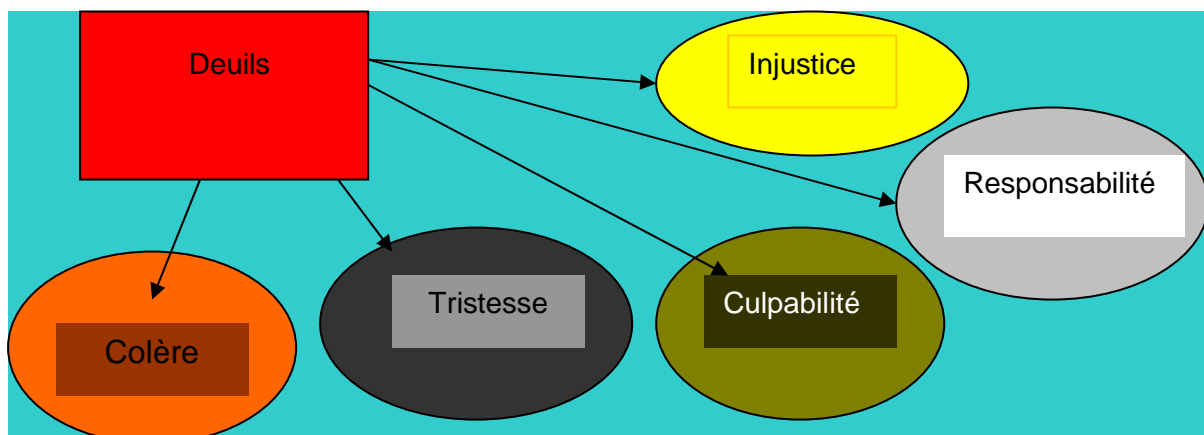 Deuils
Injustice
Responsabilité
Tristesse
Culpabilité
Colère